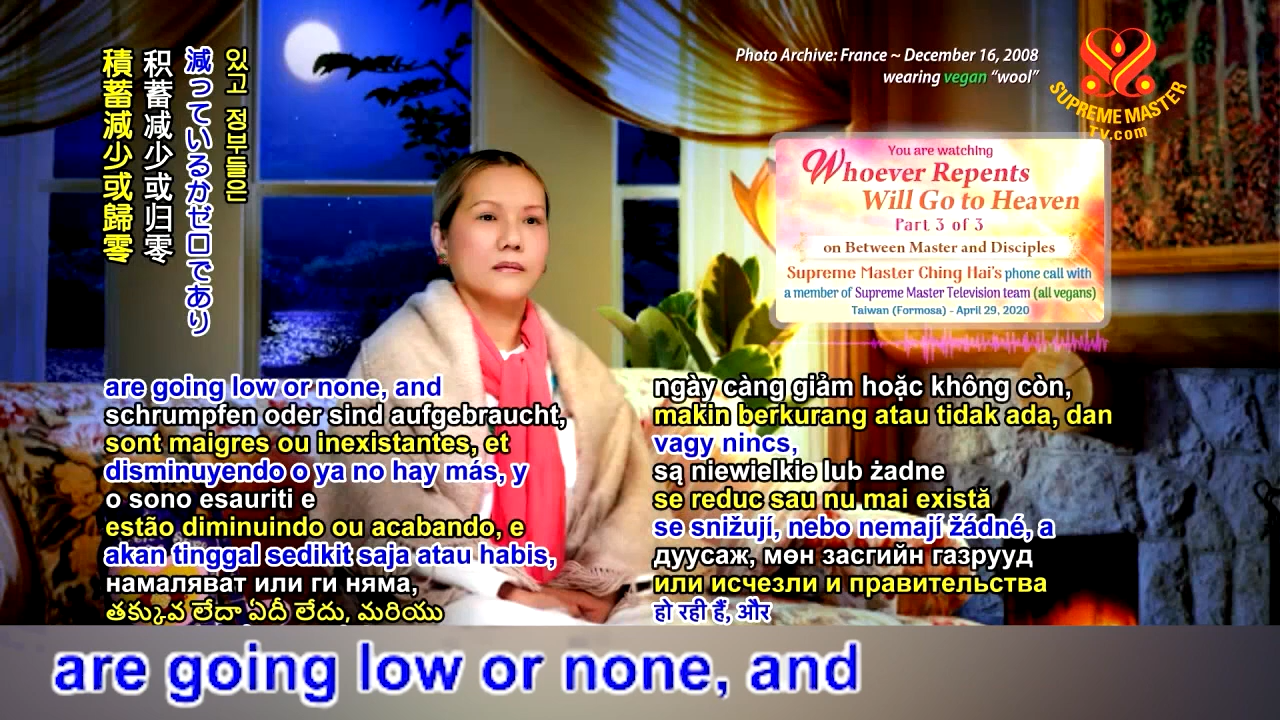 積蓄減少或歸零
积蓄减少或归零
減っているかゼロであり
있고 정부들은
Photo Archive: France ~ December 16, 2008
wearing vegan “wool”
SUPREME MASTER
TV.com
You are watching
Whoever Repents
Will Go to Heaven
Part 3 of 3
on Between Master and Disciples
Supreme Master Ching Hai's phone call with
a member of Supreme Master Television team (all vegans)
Taiwan (Formosa) - April 29, 2020
are going low or none, and
schrumpfen oder sind aufgebraucht,
sont maigres ou inexistantes, et
disminuyendo o ya no hay más, y
o sono esauriti e
estão diminuindo ou acabando, e
akan tinggal sedikit saja atau habis,
намаляват или ги няма,
తక్కువ లేదా ఏదీ లేదు, మరియు
ngày càng giảm hoặc không còn,
makin berkurang atau tidak ada, dan
vagy nincs,
są niewielkie lub żadne
se reduc sau nu mai există
se snižují, nebo nemají žádné, a
дуусаж, мөн засгийн газрууд
или исчезли и правительства
हो रही हैं, और
are going low or none, and